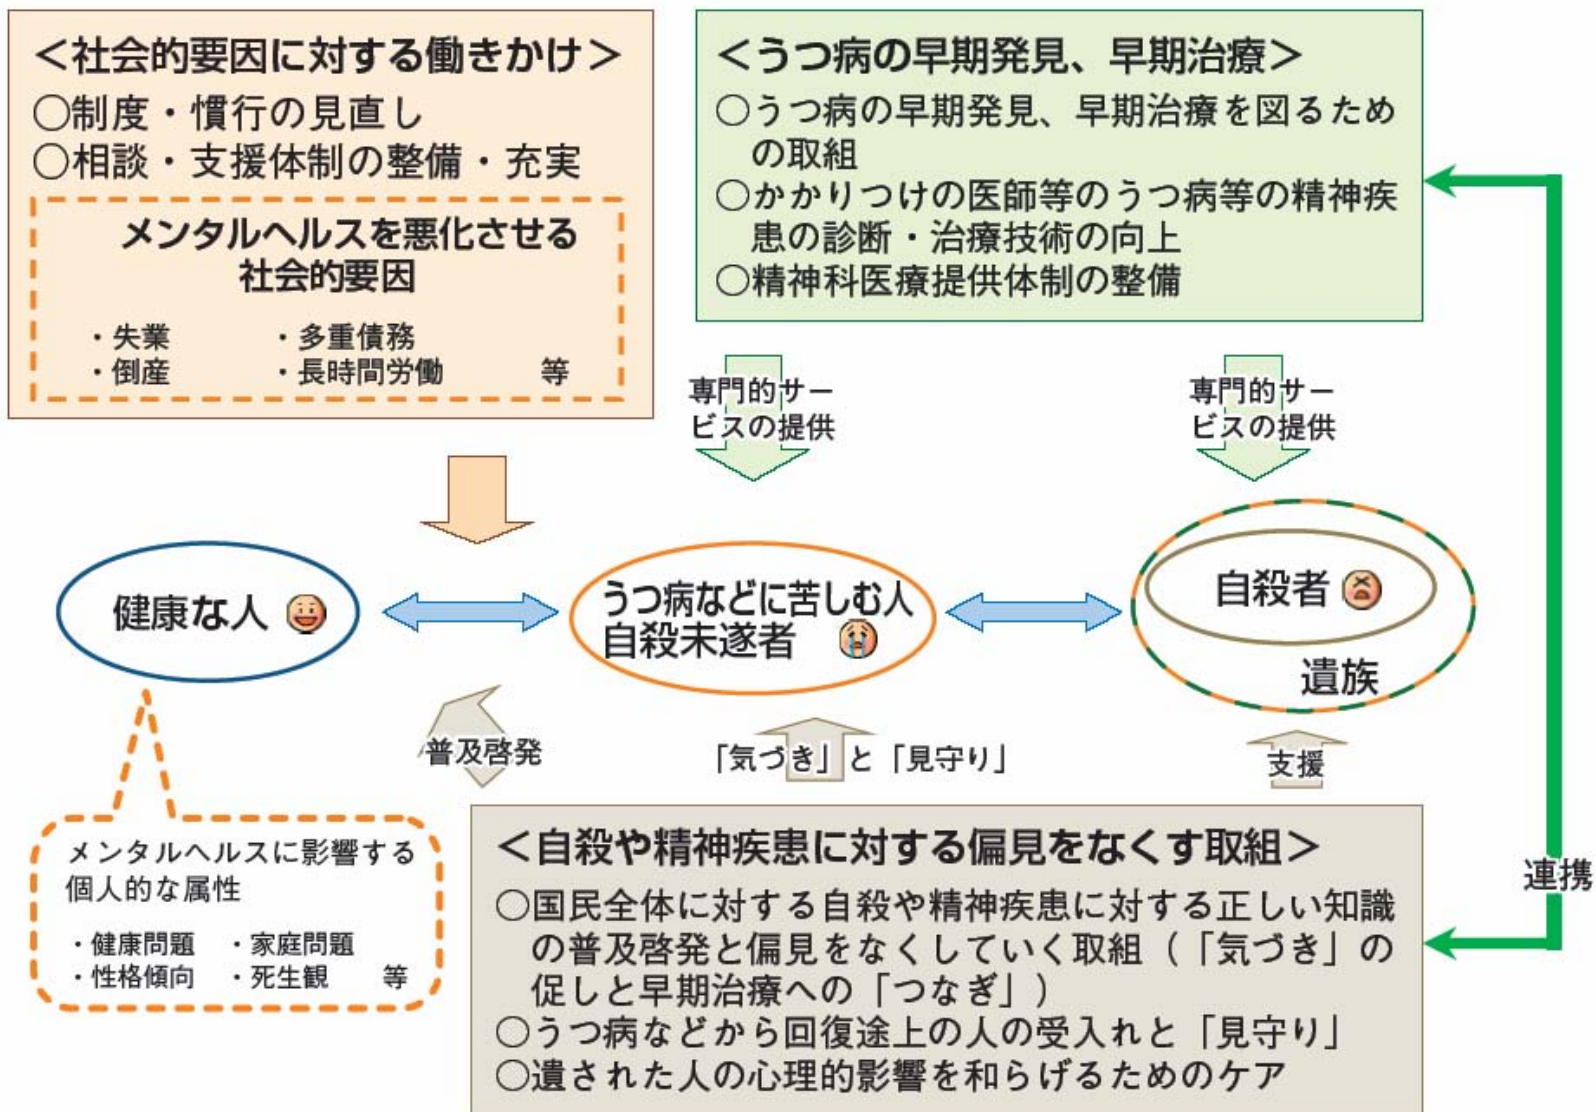 ＜社会的要因に対する働きかけ＞
○制度・慣行の見直し
○相談・支援体制の整備・充実
メンタルヘルスを悪化させる
社会的要因
・失業　・多重債務
・倒産　・長時間労働　等
＜うつ病の早期発見、早期治療＞
○うつ病の早期発見、早期治療を図るため
の取組
○かかりつけの医師等のうつ病等の精神疾
患の診断・治療技術の向上
○精神科医療提供体制の整備
専門的サー
ビスの提供
専門的サー
ビスの提供
健康な人
うつ病などに苦しむ人
自殺未遂者
自殺者
遺族
普及啓発
「気づき」と「見守り」
支援
メンタルヘルスに影響する
個人的な属性
・健康問題　・家庭問題
・性格傾向　・死生観　等
＜自殺や精神疾患に対する偏見をなくす取組＞
○国民全体に対する自殺や精神疾患に対する正しい知識
の普及啓発と偏見をなくしていく取組（「気づき」の
促しと早期治療への「つなぎ」）
○うつ病などから回復途上の人の受入れと「見守り」
○遺された人の心理的影響を和らげるためのケア
連携